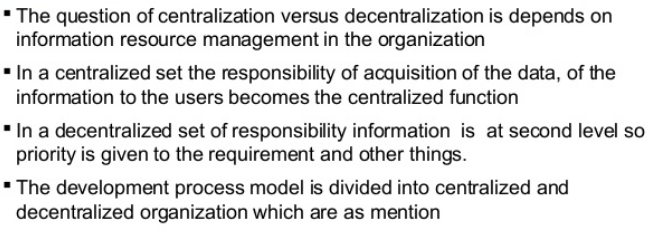 ▪ The question of centralization versus decentralization is depends on
information resource management in the organization
▪ In a centralized set the responsibility of acquisition of the data, of the
information to the users becomes the centralized function
▪ In a decentralized set of responsibility information is at second level so
priority is given to the requirement and other things.
▪ The development process model is divided into centralized and
decentralized organization which are as mention